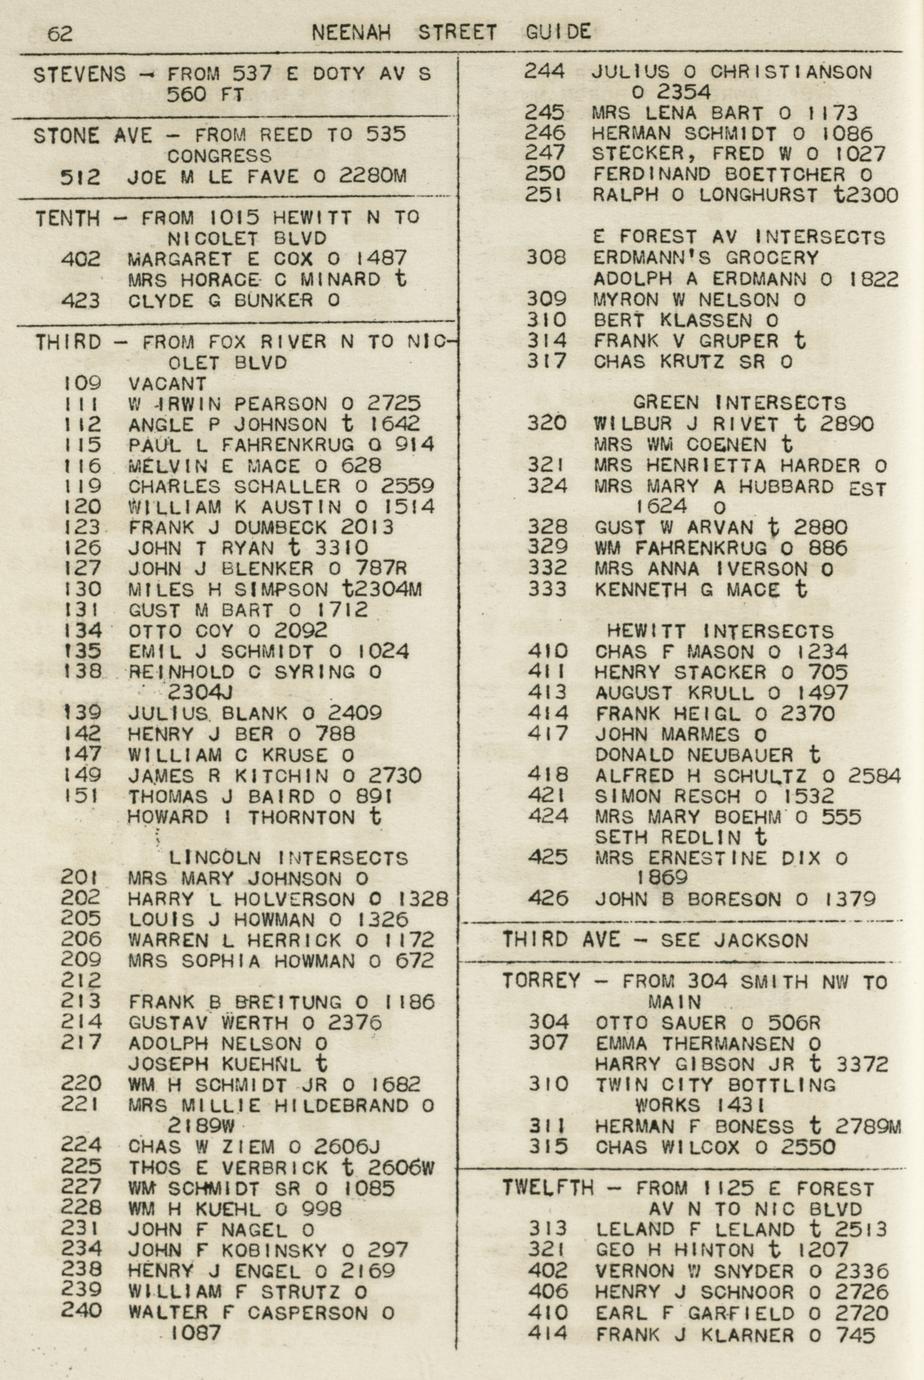 62 NEENAH STREET GUIDE
STEVENS – FROM 537 E DOTY AV S
560 FT
STONE AVE – FROM REED TO 535
CONGRESS
512 JOE M LE FAVE O 2280M
TENTH – FROM 1015 HEWITT N TO
NICOLET BLVD
402 MARGARET E COX O 1487
MRS HORACE C MINARD t
423 CLYDE G BUNKER O
THIRD – FROM FOX RIVER N TO NIC-
OLET BLVD
109 VACANT
111 W IRWIN PEARSON O 2725
112 ANGLE P JOHNSON t 1642
115 PAUL L FAHRENKRUG O 914
116 MELVIN E MACE O 628
119 CHARLES SCHALLER O 2559
120 WILLIAM K AUSTIN O 1514
123 FRANK J DUMBECK 2013
126 JOHN T RYAN t 3310
127 JOHN J BLENKER O 787R
130 MILES H SIMPSON t2304M
131 GUST M BART O 1712
134 OTTO COY O 2092
135 EMIL J SCHMIDT O 1024
138 REINHOLD C SYRING O
2304J
139 JULIUS BLANK O 2409
142 HENRY J BER O 788
147 WILLIAM C KRUSE O
149 JAMES R KITCHIN O 2730
151 THOMAS J BAIRD O 891
HOWARD I THORNTON t
LINCOLN INTERSECTS
201 MRS MARY JOHNSON O
202 HARRY L HOLVERSON O 1328
205 LOUIS J HOWMAN O 1326
206 WARREN L HERRICK O 1172
209 MRS SOPHIA HOWMAN O 672
212
213 FRANK B BREITUNG O 1186
214 GUSTAV WERTH O 2376
217 ADOLPH NELSON O
JOSEPH KUEHNL t
220 WM H SCHMIDT JR O 1682
221 MRS MILLIE HILDEBRAND O
2189W
224 CHAS W ZIEM O 2606J
225 THOS E VERBRICK t 2606W
227 WM SCHMIDT SR O 1085
228 WM H KUEHL O 998
231 JOHN F NAGEL O
234 JOHN F KOBINSKY O 297
238 HENRY J ENGEL O 2169
239 WILLIAM F STRUTZ O
240 WALTER F CASPERSON O
1087
244 JULIUS O CHRISTIANSON
O 2354
245 MRS LENA BART O 1173
246 HERMAN SCHMIDT O 1086
247 STECKER, FRED W O 1027
250 FERDINAND BOETTCHER O
251 RALPH O LONGHURST t2300
E FOREST AV INTERSECTS
308 ERDMANN'S GROCERY
ADOLPH A ERDMANN O 1822
309 MYRON W NELSON O
310 BERT KLASSEN O
314 FRANK V GRUPER t
317 CHAS KRUTZ SR O
GREEN INTERSECTS
320 WILBUR J RIVET t 2890
MRS WM COENEN t
321 MRS HENRIETTA HARDER O
324 MRS MARY A HUBBARD EST
1624 O
328 GUST W ARVAN t 2880
329 WM FAHRENKRUG O 886
332 MRS ANNA IVERSON O
333 KENNETH G MACE t
HEWITT INTERSECTS
410 CHAS F MASON O 1234
411 HENRY STACKER O 705
413 AUGUST KRULL O 1497
414 FRANK HEIGL O 2370
417 JOHN MARMES O
DONALD NEUBAUER t
418 ALFRED H SCHULTZ O 2584
421 SIMON RESCH O 1532
424 MRS MARY BOEHM O 555
SETH REDLIN t
425 MRS ERNESTINE DIX O
1869
426 JOHN B BORESON O 1379
THIRD AVE – SEE JACKSON
TORREY – FROM 304 SMITH NW TO
MAIN
304 OTTO SAUER O 506R
307 EMMA THERMANSEN O
HARRY GIBSON JR t 3372
310 TWIN CITY BOTTLING
WORKS 1431
311 HERMAN F BONESS t 2789M
315 CHAS WILCOX O 2550
TWELFTH – FROM 1125 E FOREST
AV N TO NIC BLVD
313 LELAND F LELAND t 2513
321 GEO H HINTON t 1207
402 VERNON W SNYDER O 2336
406 HENRY J SCHNOOR O 2726
410 EARL F GARFIELD O 2720
414 FRANK J KLARNER O 745